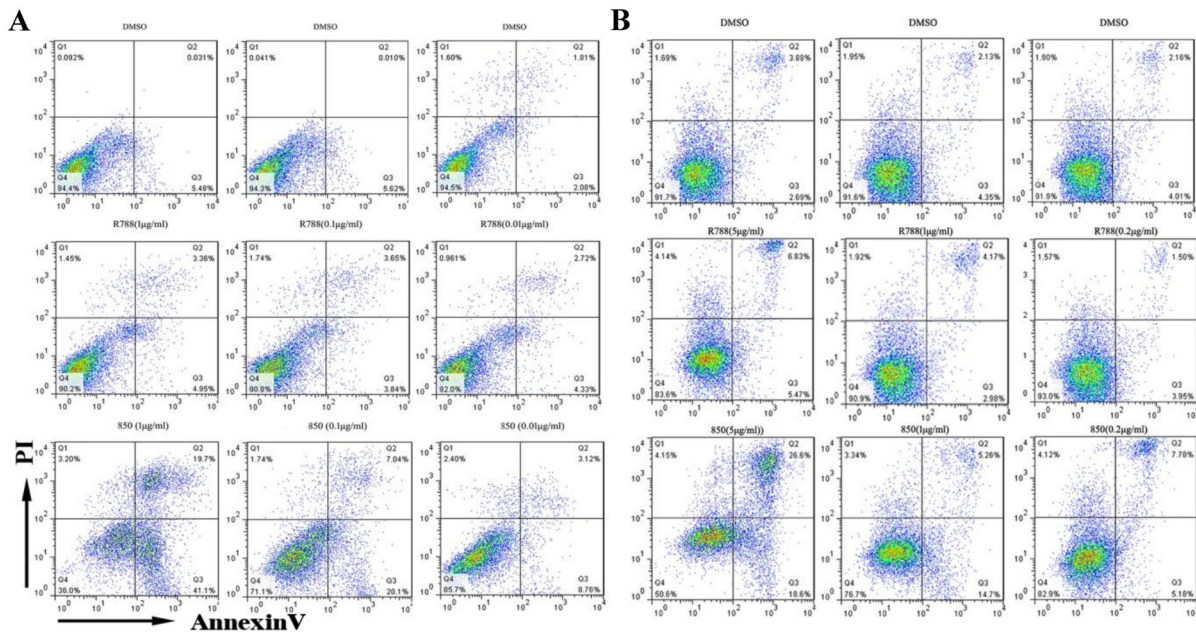 A
B
DMSO
DMSO
DMSO
Q1
0.092%
Q2
0.031%
Q4
94.4%
Q3
5.48%
Q1
0.041%
Q2
0.010%
Q4
94.3%
Q3
5.62%
Q1
1.60%
Q2
1.81%
Q4
94.5%
Q3
2.08%
R788(1μg/ml)
R788(0.1μg/ml)
R788(0.01μg/ml)
Q1
1.45%
Q2
3.36%
Q4
90.2%
Q3
4.95%
Q1
1.74%
Q2
3.65%
Q4
90.8%
Q3
3.84%
Q1
0.961%
Q2
2.72%
Q4
92.0%
Q3
4.33%
850 (1μg/ml)
850 (0.1μg/ml)
850 (0.01μg/ml)
Q1
3.20%
Q2
19.7%
Q4
36.0%
Q3
41.1%
Q1
1.74%
Q2
7.04%
Q4
71.1%
Q3
20.1%
Q1
2.40%
Q2
3.12%
Q4
85.7%
Q3
8.76%
PI
AnnexinV
DMSO
DMSO
DMSO
Q1
1.69%
Q2
3.88%
Q4
91.7%
Q3
2.69%
Q1
1.95%
Q2
2.13%
Q4
91.6%
Q3
4.35%
Q1
1.90%
Q2
2.16%
Q4
91.9%
Q3
4.01%
R788(5μg/ml)
R788(1μg/ml)
R788(0.2μg/ml)
Q1
4.14%
Q2
6.83%
Q4
83.6%
Q3
5.47%
Q1
1.92%
Q2
4.17%
Q4
90.9%
Q3
2.98%
Q1
1.57%
Q2
1.50%
Q4
93.0%
Q3
3.95%
850(5μg/ml))
850(1μg/ml)
850(0.2μg/ml)
Q1
4.15%
Q2
26.6%
Q4
50.6%
Q3
18.6%
Q1
3.34%
Q2
5.26%
Q4
76.7%
Q3
14.7%
Q1
4.12%
Q2
7.78%
Q4
82.9%
Q3
5.18%